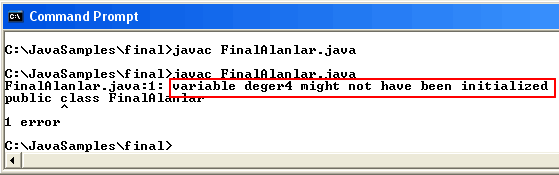 Command Prompt
C:\JavaSamples\final>javac FinalAlanlar.java
C:\JavaSamples\final>javac FinalAlanlar.java
FinalAlanlar.java:1: variable deger4 might not have been initialized
public class FinalAlanlar
^
1 error
C:\JavaSamples\final>